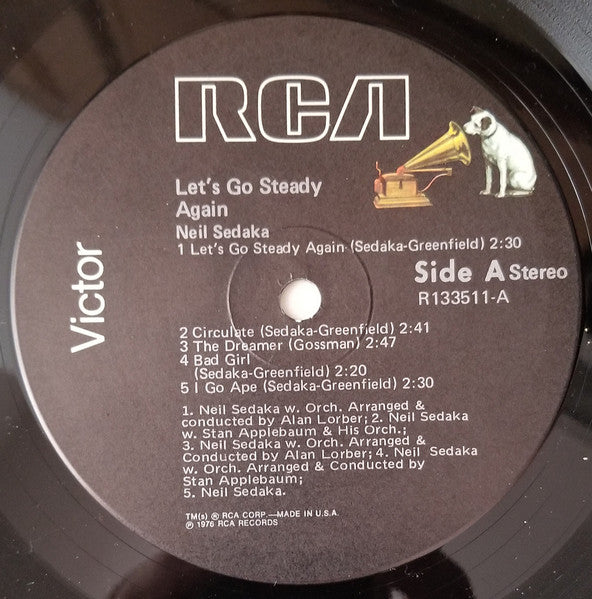 RCA
Let's Go Steady
Again
Neil Sedaka
1 Let's Go Steady Again (Sedaka-Greenfield) 2:30
Victor
Side A Stereo
R133511-A
2 Circulate (Sedaka-Greenfield) 2:41
3 The Dreamer (Gossman) 2:47
4 Bad Girl
(Sedaka-Greenfield) 2:20
5 I Go Ape (Sedaka-Greenfield) 2:30
1. Neil Sedaka w. Orch. Arranged &
conducted by Alan Lorber; 2. Neil Sedaka
w. Stan Applebaum & His Orch.;
3. Neil Sedaka w. Orch. Arranged &
Conducted by Alan Lorber; 4. Neil Sedaka
w. Orch. Arranged & Conducted by
Stan Applebaum;
5. Neil Sedaka.
TM(s) ® RCA CORP.—MADE IN U.S.A.
℗ 1976 RCA RECORDS